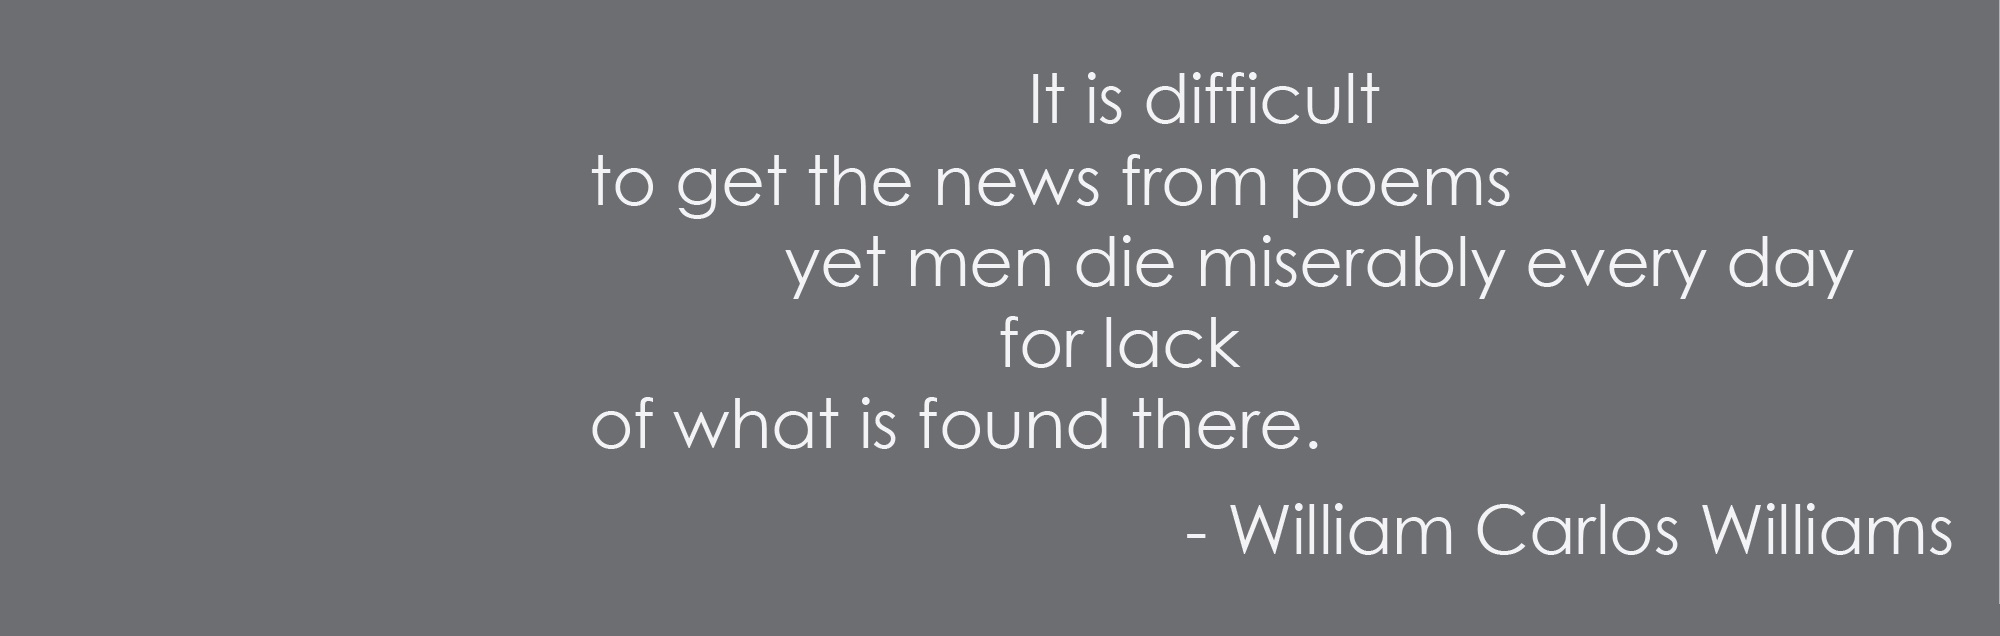 It is difficult
to get the news from poems
yet men die miserably every day
for lack
of what is found there.
- William Carlos Williams